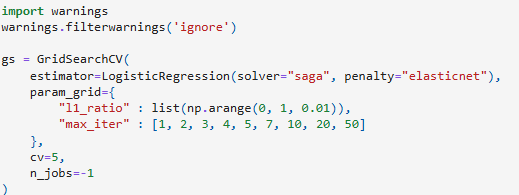 import warnings
warnings.filterwarnings('ignore')
gs = GridSearchCV(
estimator=LogisticRegression(solver="saga", penalty="elasticnet"),
param_grid={
"l1_ratio" : list(np.arange(0, 1, 0.01)),
"max_iter" : [1, 2, 3, 4, 5, 7, 10, 20, 50]
},
cv=5,
n_jobs=-1
)